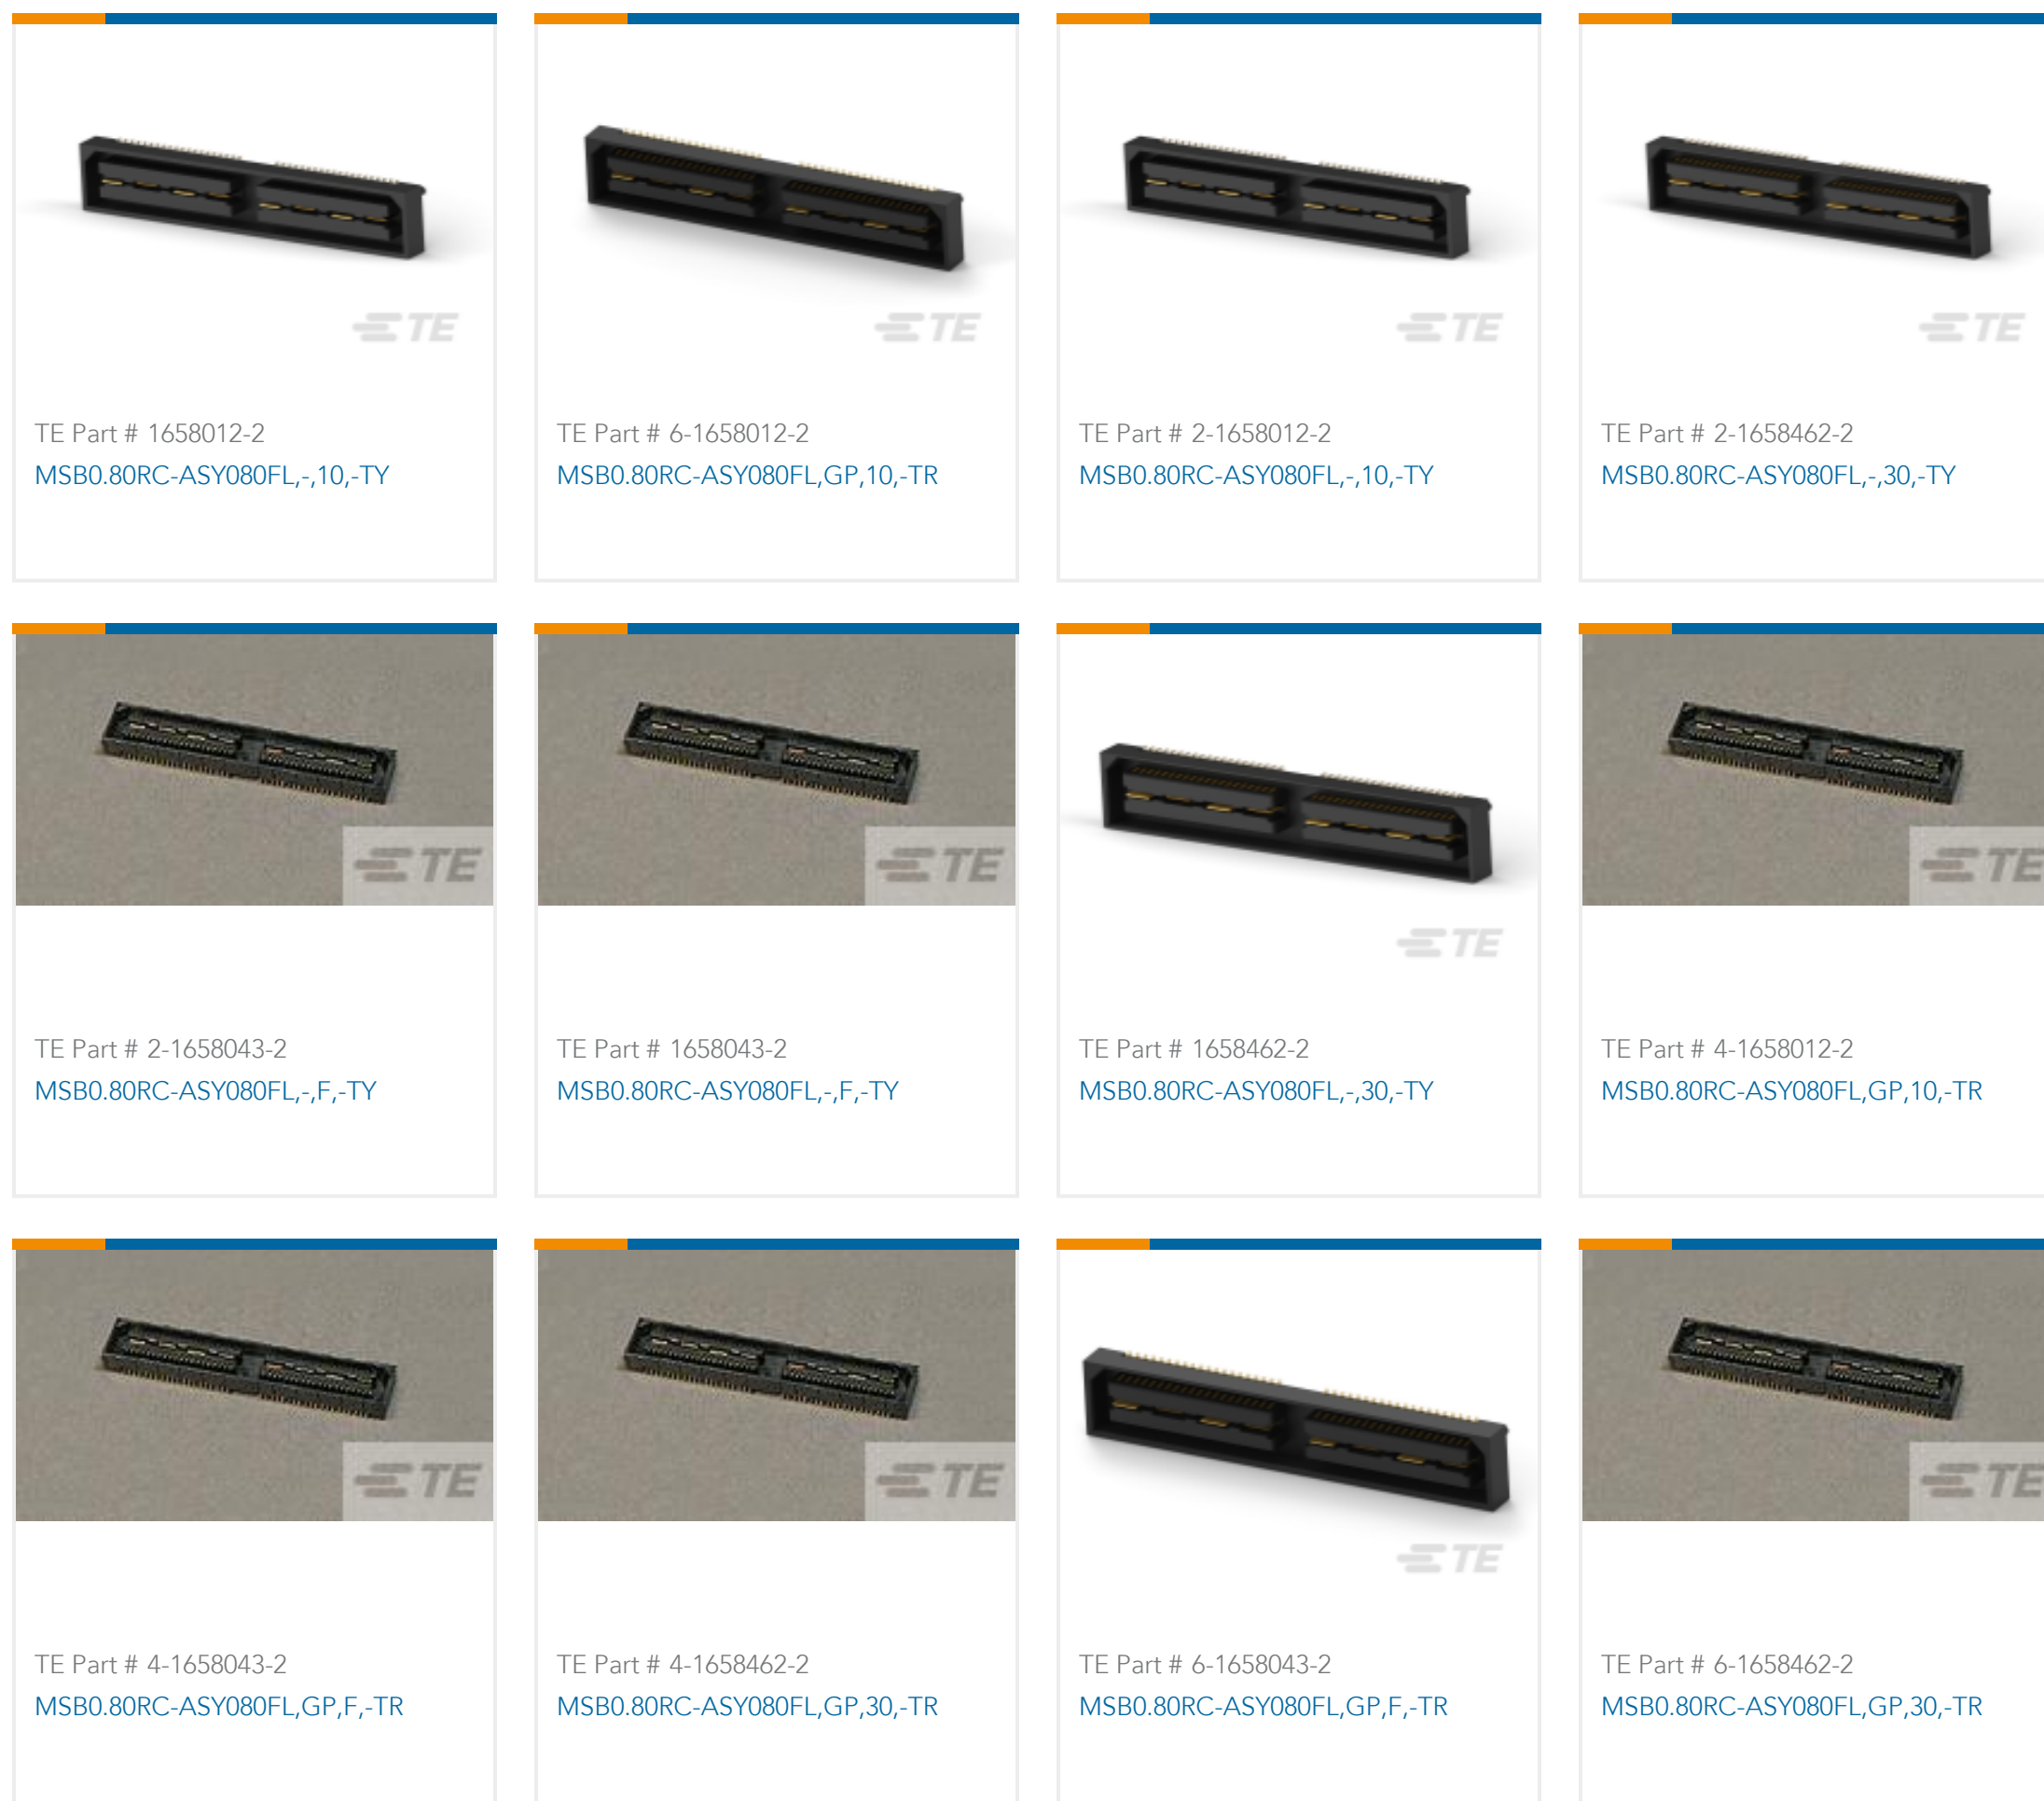 TE
TE
TE
TE
TE Part # 1658012-2
MSB0.80RC-ASY080FL,-,10,-TY
TE Part # 6-1658012-2
MSB0.80RC-ASY080FL,GP,10,-TR
TE Part # 2-1658012-2
MSB0.80RC-ASY080FL,-,10,-TY
TE Part # 2-1658462-2
MSB0.80RC-ASY080FL,-,30,-TY
TE
TE
TE
TE
TE Part # 2-1658043-2
MSB0.80RC-ASY080FL,-,F,-TY
TE Part # 1658043-2
MSB0.80RC-ASY080FL,-,F,-TY
TE Part # 1658462-2
MSB0.80RC-ASY080FL,-,30,-TY
TE Part # 4-1658012-2
MSB0.80RC-ASY080FL,GP,10,-TR
TE
TE
TE
TE
TE Part # 4-1658043-2
MSB0.80RC-ASY080FL,GP,F,-TR
TE Part # 4-1658462-2
MSB0.80RC-ASY080FL,GP,30,-TR
TE Part # 6-1658043-2
MSB0.80RC-ASY080FL,GP,F,-TR
TE Part # 6-1658462-2
MSB0.80RC-ASY080FL,GP,30,-TR